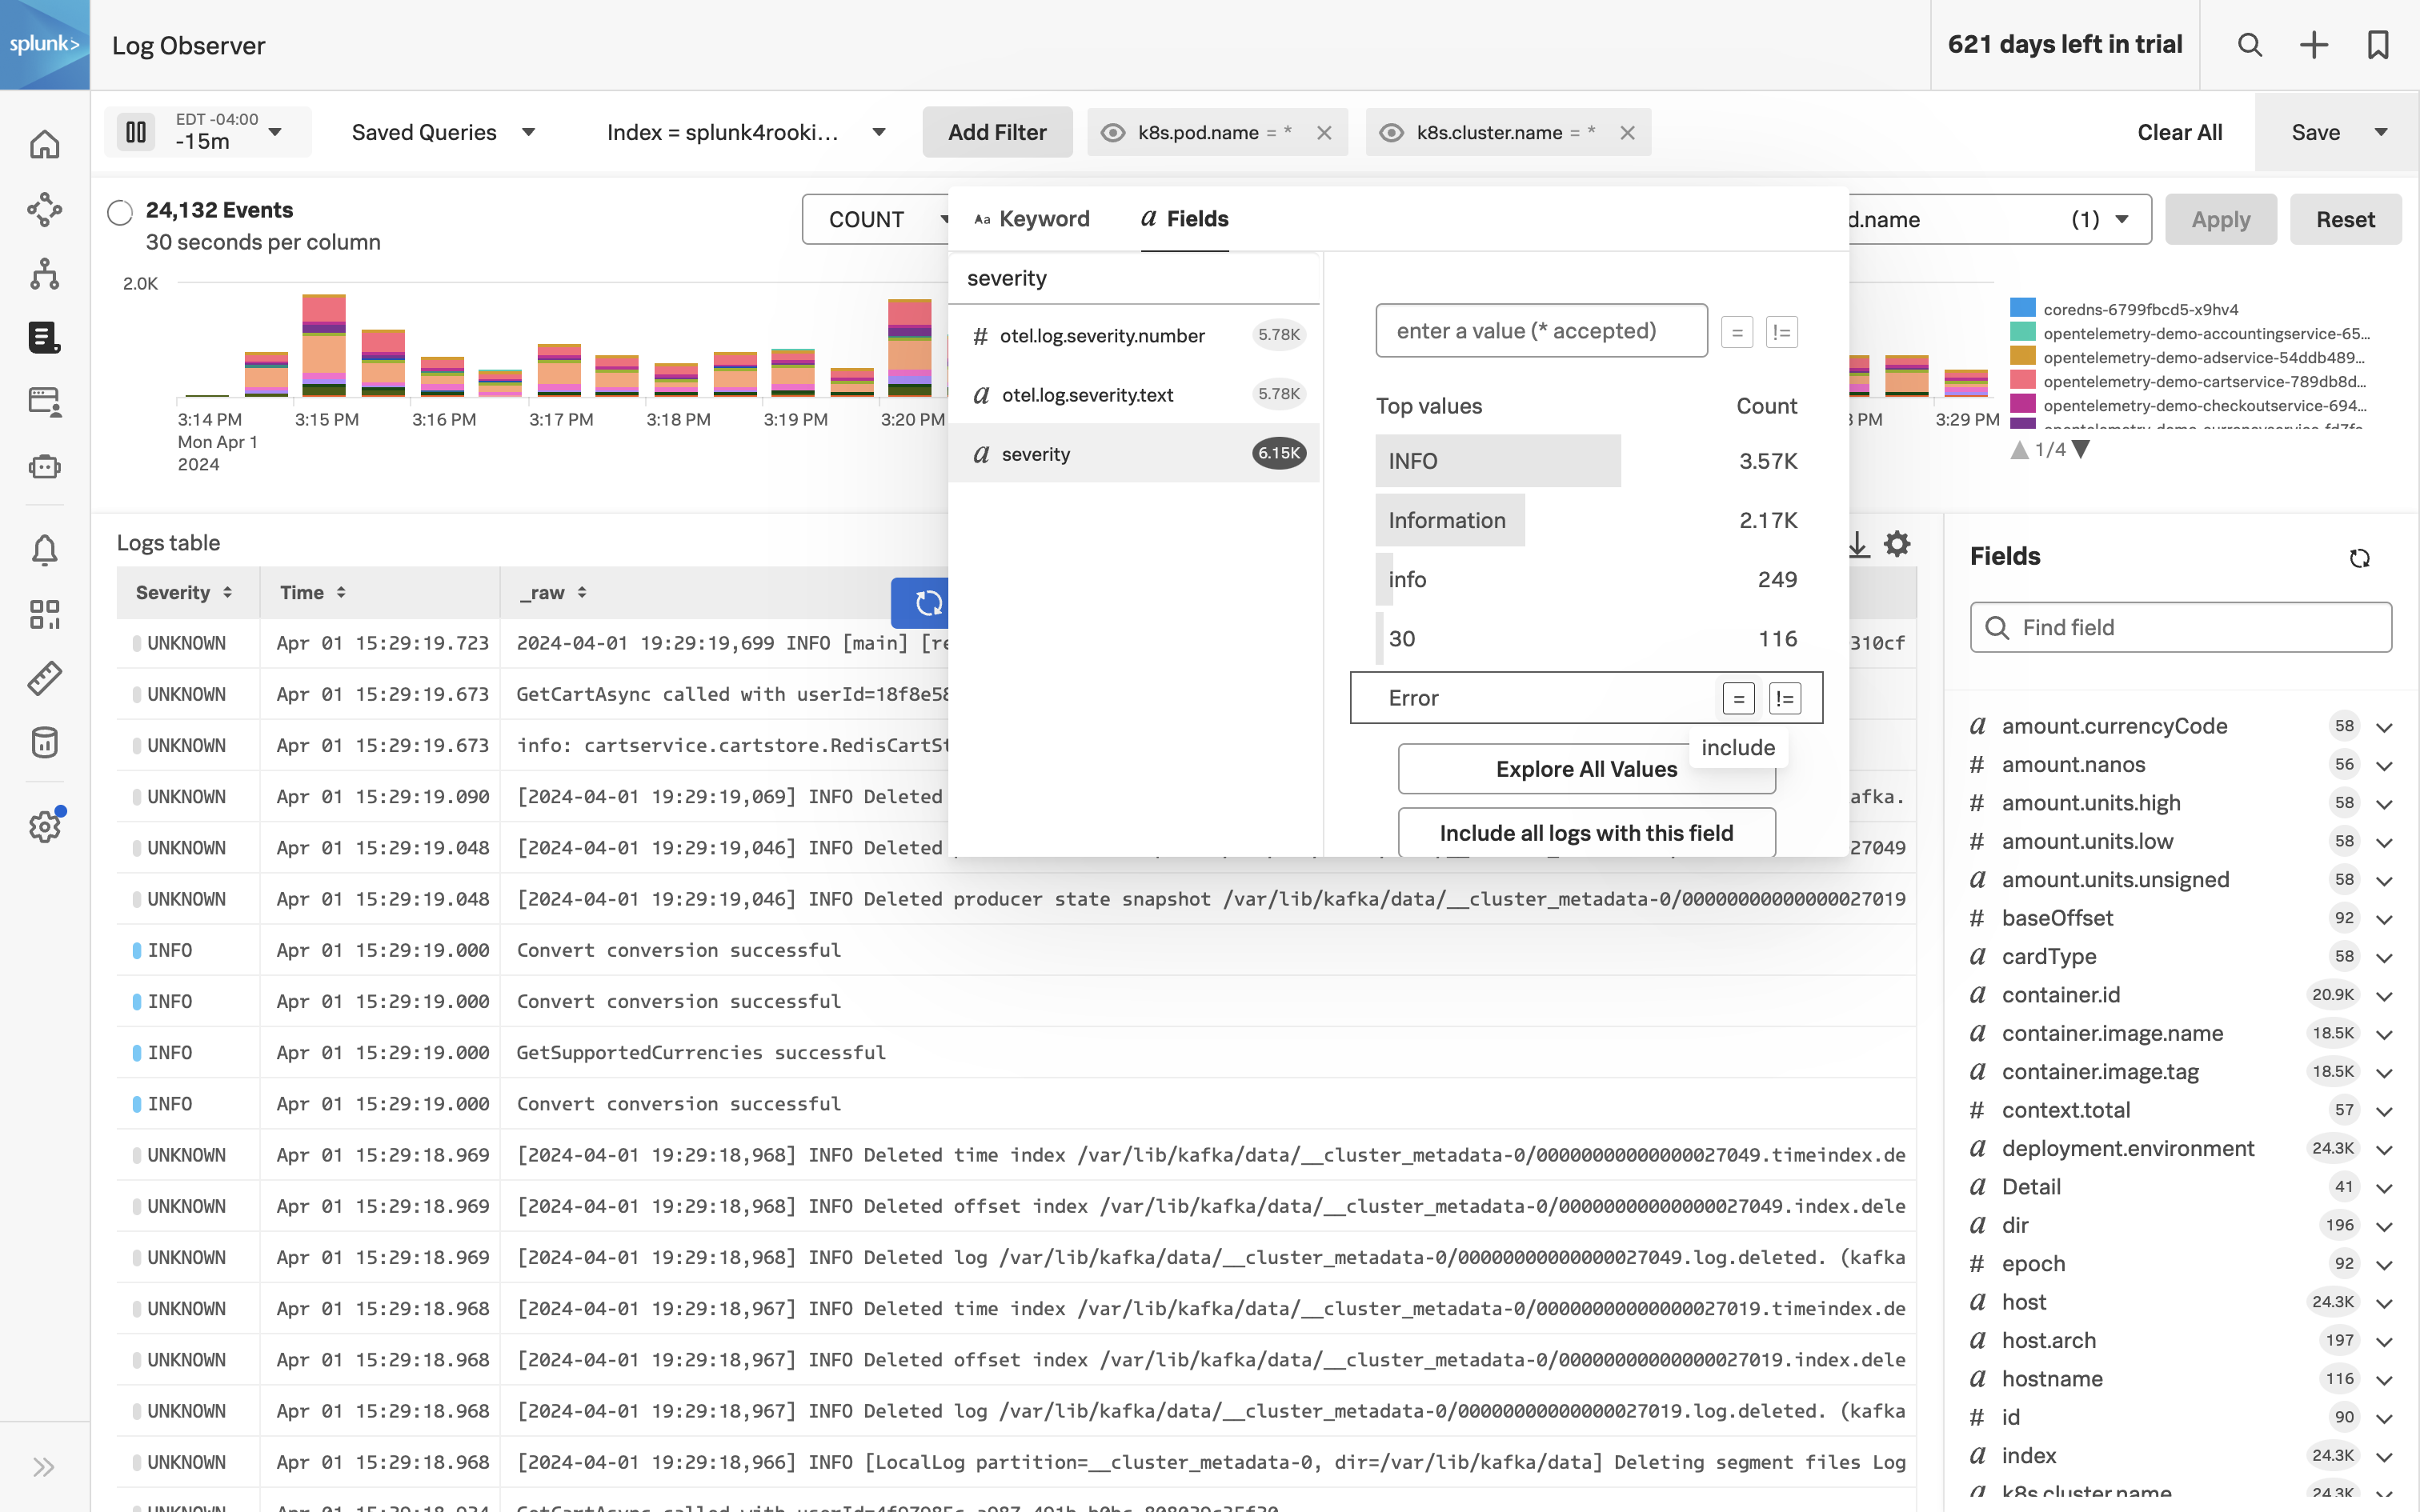 splunk>
Log Observer
621 days left in trial
EDT -04:00
-15m
Saved Queries
Index = splunk4rooki...
Add Filter
k8s.pod.name = *
k8s.cluster.name = *
Clear All
Save
24,132 Events
30 seconds per column
COUNT
d.name (1)
Apply
Reset
2.0K
3:14 PM
Mon Apr 1
2024
3:15 PM
3:16 PM
3:17 PM
3:18 PM
3:19 PM
3:20 PM
PM
3:29 PM
coredns-6799fbcd5-x9hv4
opentelemetry-demo-accountingservice-65...
opentelemetry-demo-adservice-54ddb489...
opentelemetry-demo-cartservice-789db8d...
opentelemetry-demo-checkoutservice-694...
1/4
Aa Keyword
a Fields
severity
# otel.log.severity.number 5.78K
a otel.log.severity.text 5.78K
a severity 6.15K
enter a value (* accepted) = !=
Top values Count
INFO 3.57K
Information 2.17K
info 249
30 116
Error = !=
include
Explore All Values
Include all logs with this field
Logs table
Severity Time _raw
UNKNOWN Apr 01 15:29:19.723 2024-04-01 19:29:19,699 INFO [main] [re 310cf
UNKNOWN Apr 01 15:29:19.673 GetCartAsync called with userId=18f8e58
UNKNOWN Apr 01 15:29:19.673 info: cartservice.cartstore.RedisCartSt
UNKNOWN Apr 01 15:29:19.090 [2024-04-01 19:29:19,069] INFO Deleted afka.
UNKNOWN Apr 01 15:29:19.048 [2024-04-01 19:29:19,046] INFO Deleted 27049
UNKNOWN Apr 01 15:29:19.048 [2024-04-01 19:29:19,046] INFO Deleted producer state snapshot /var/lib/kafka/data/__cluster_metadata-0/00000000000000027019
INFO Apr 01 15:29:19.000 Convert conversion successful
INFO Apr 01 15:29:19.000 Convert conversion successful
INFO Apr 01 15:29:19.000 GetSupportedCurrencies successful
INFO Apr 01 15:29:19.000 Convert conversion successful
UNKNOWN Apr 01 15:29:18.969 [2024-04-01 19:29:18,968] INFO Deleted time index /var/lib/kafka/data/__cluster_metadata-0/00000000000000027049.timeindex.de
UNKNOWN Apr 01 15:29:18.969 [2024-04-01 19:29:18,968] INFO Deleted offset index /var/lib/kafka/data/__cluster_metadata-0/00000000000000027049.index.dele
UNKNOWN Apr 01 15:29:18.969 [2024-04-01 19:29:18,968] INFO Deleted log /var/lib/kafka/data/__cluster_metadata-0/00000000000000027049.log.deleted. (kafka
UNKNOWN Apr 01 15:29:18.968 [2024-04-01 19:29:18,967] INFO Deleted time index /var/lib/kafka/data/__cluster_metadata-0/00000000000000027019.timeindex.de
UNKNOWN Apr 01 15:29:18.968 [2024-04-01 19:29:18,967] INFO Deleted offset index /var/lib/kafka/data/__cluster_metadata-0/00000000000000027019.index.dele
UNKNOWN Apr 01 15:29:18.968 [2024-04-01 19:29:18,967] INFO Deleted log /var/lib/kafka/data/__cluster_metadata-0/00000000000000027019.log.deleted. (kafka
UNKNOWN Apr 01 15:29:18.968 [2024-04-01 19:29:18,966] INFO [LocalLog partition=__cluster_metadata-0, dir=/var/lib/kafka/data] Deleting segment files Log
Fields
Find field
a amount.currencyCode 58
# amount.nanos 56
# amount.units.high 58
# amount.units.low 58
a amount.units.unsigned 58
# baseOffset 92
a cardType 58
a container.id 20.9K
a container.image.name 18.5K
a container.image.tag 18.5K
# context.total 57
a deployment.environment 24.3K
a Detail 41
a dir 196
# epoch 92
a host 24.3K
a host.arch 197
a hostname 116
# id 90
a index 24.3K
a k8s.cluster.name 24.3K